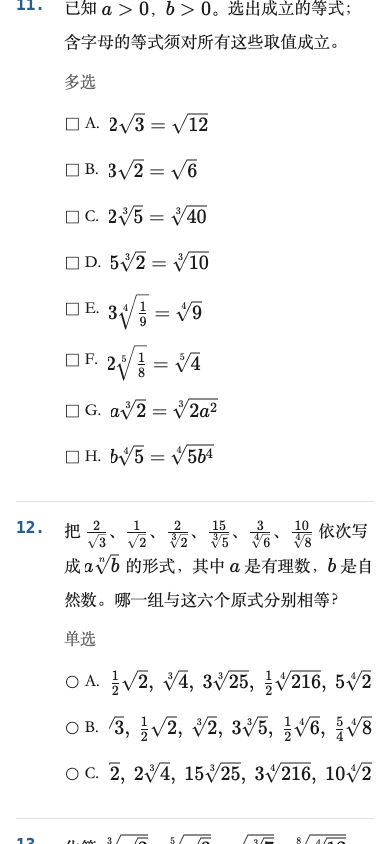 11. 已知 a > 0，b > 0。选出成立的等式；
含字母的等式须对所有这些取值成立。
多选
A. 2√3 = √12
B. 3√2 = √6
C. 2∛5 = ∛40
D. 5∛2 = ∛10
E. 3∜(1/9) = ∜9
F. 2⁵√(1/8) = ⁵√4
G. a∛2 = ∛(2a²)
H. b∜5 = ∜(5b⁴)
12. 把 2/√3、1/√2、2/∛2、15/∛5、3/∜6、10/∜8 依次写
成 aⁿ√b 的形式，其中 a 是有理数，b 是自
然数。哪一组与这六个原式分别相等？
单选
A. 1/2√2, ∛4, 3∛25, 1/2∜216, 5∜2
B. √3, 1/2√2, ∛2, 3∛5, 1/2∜6, 5/4∜8
C. 2, 2∛4, 15∛25, 3∜216, 10∜2
13.